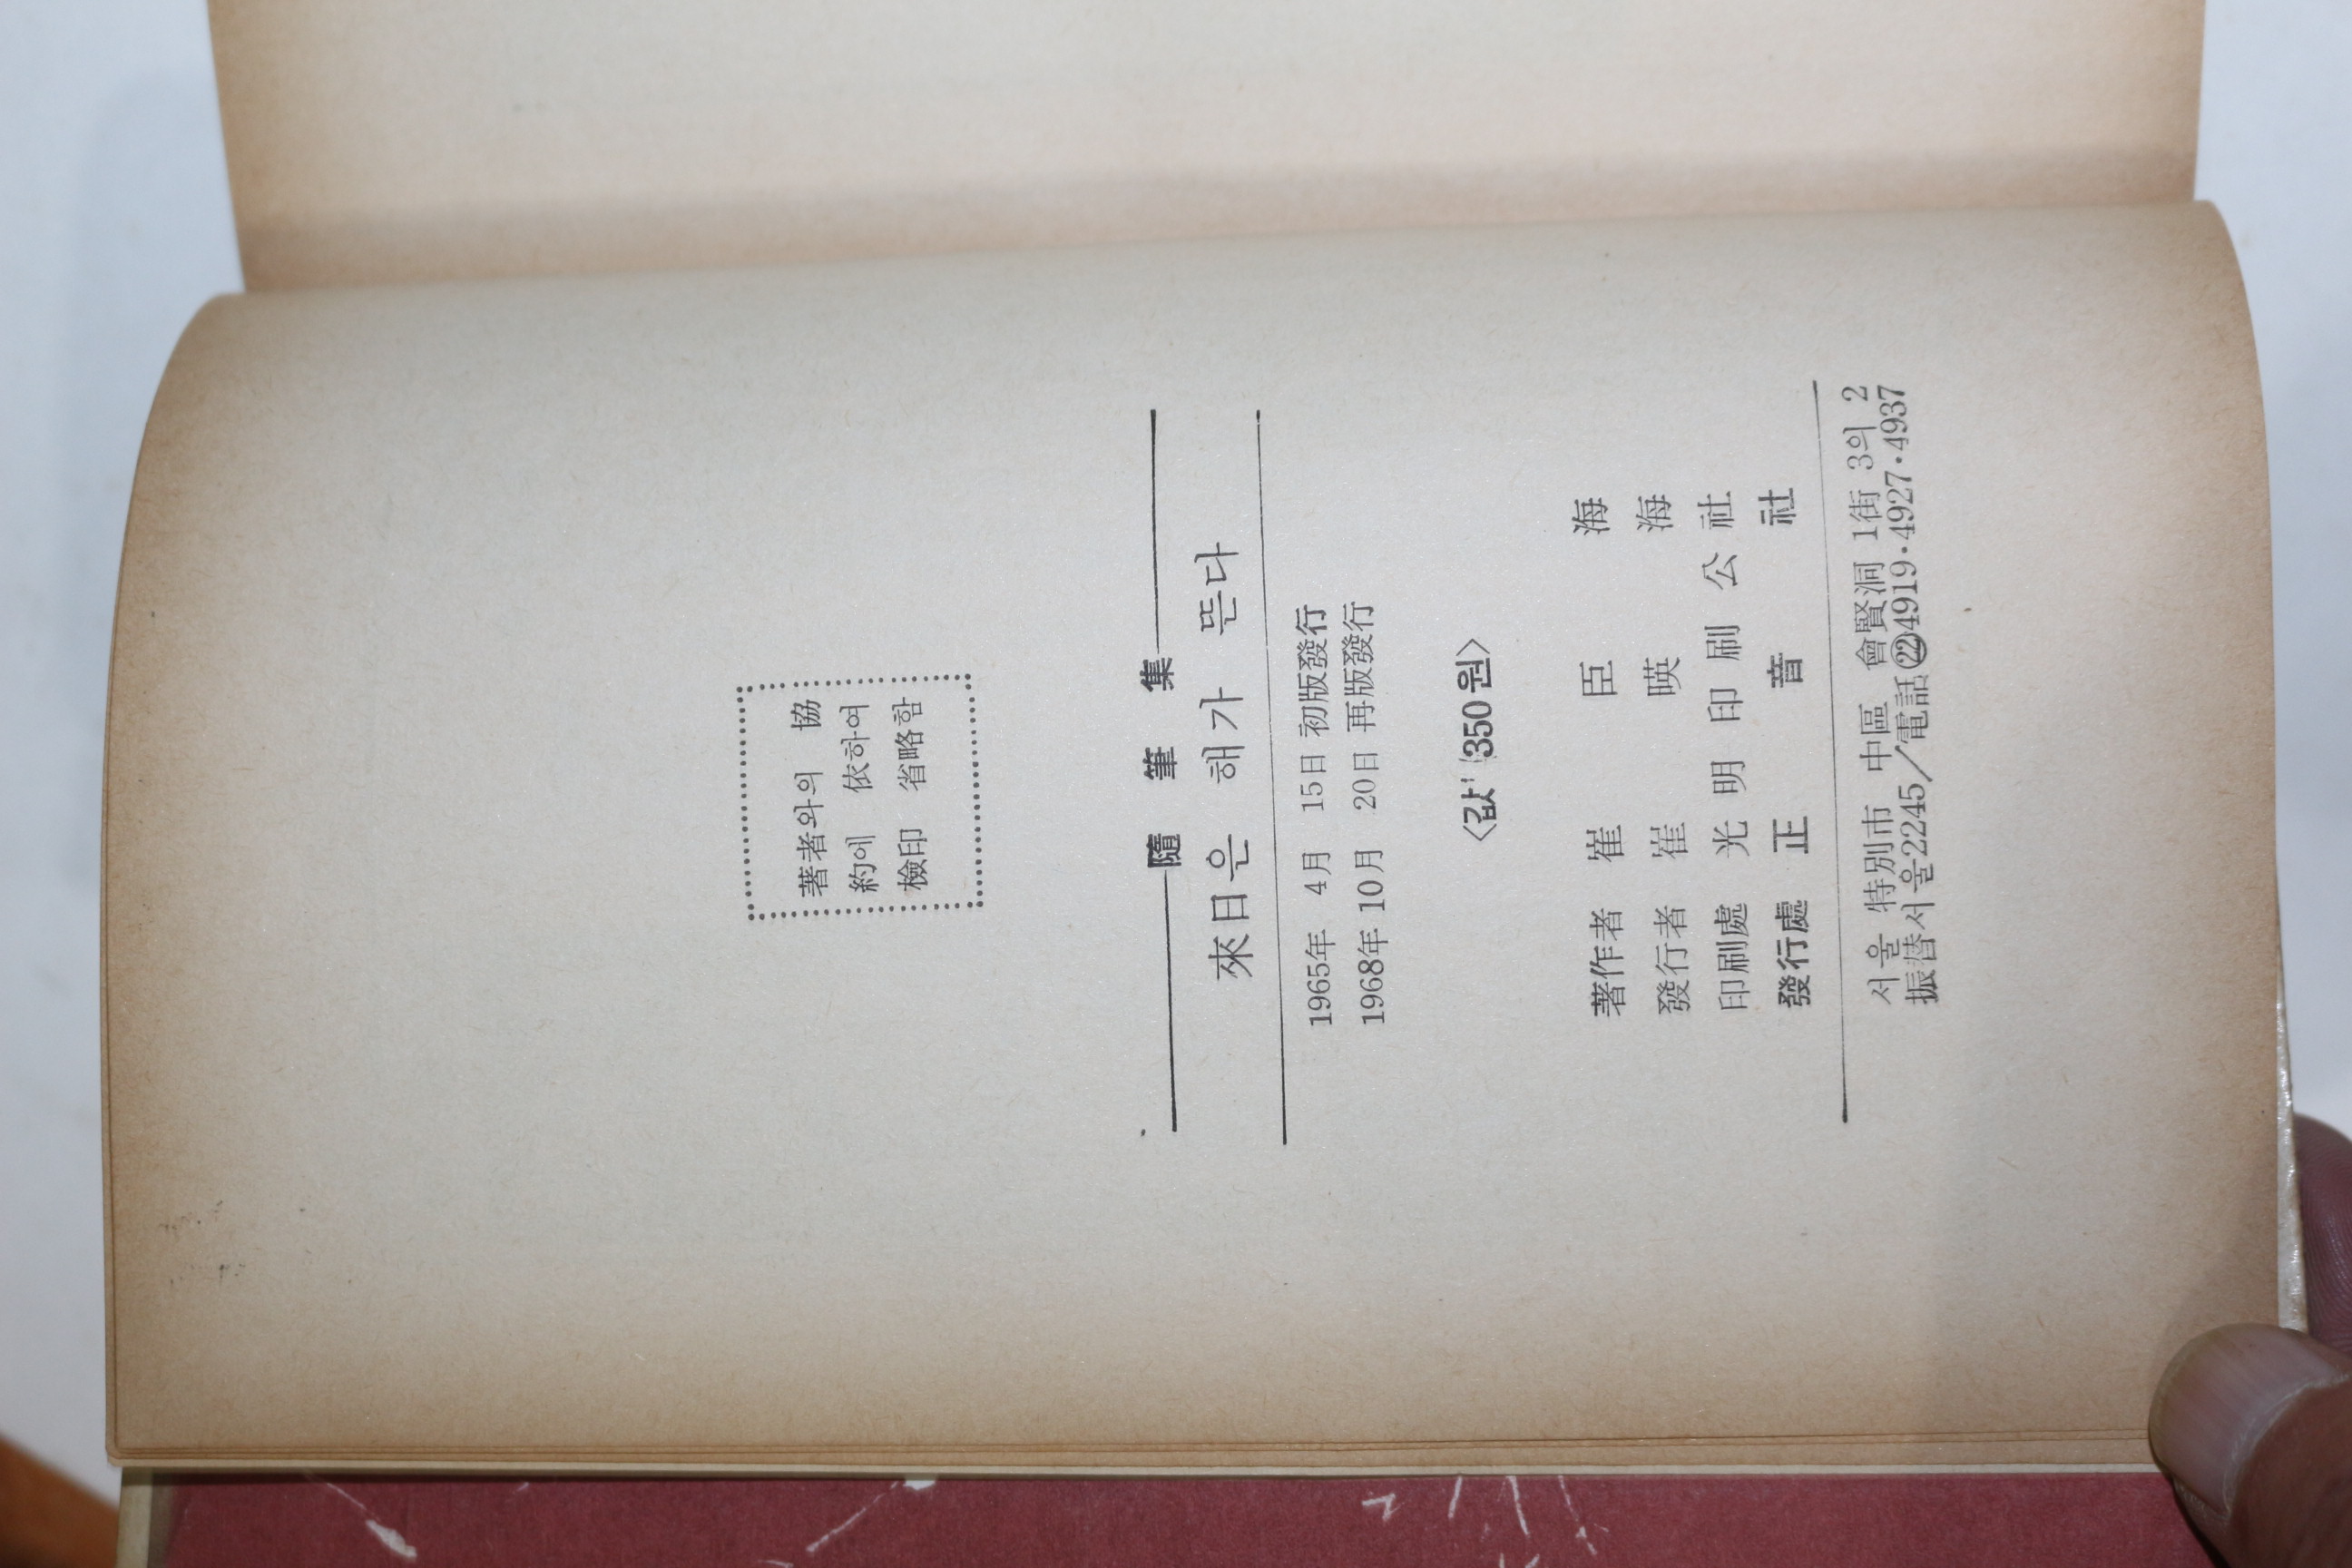 著者와의 協
約에 依하여
檢印 省略함
隨筆集
來日은 해가 뜬다
1965年 4月 15日 初版發行
1968年 10月 20日 再版發行
〈값 350원〉
著作者 崔臣海
發行者 崔暎海
印刷處 光明印刷公社
發行處 正音社
서울 特別市 中區 會賢洞 1街 3의 2
振替서울2245／電話㉒4919·4927·4937